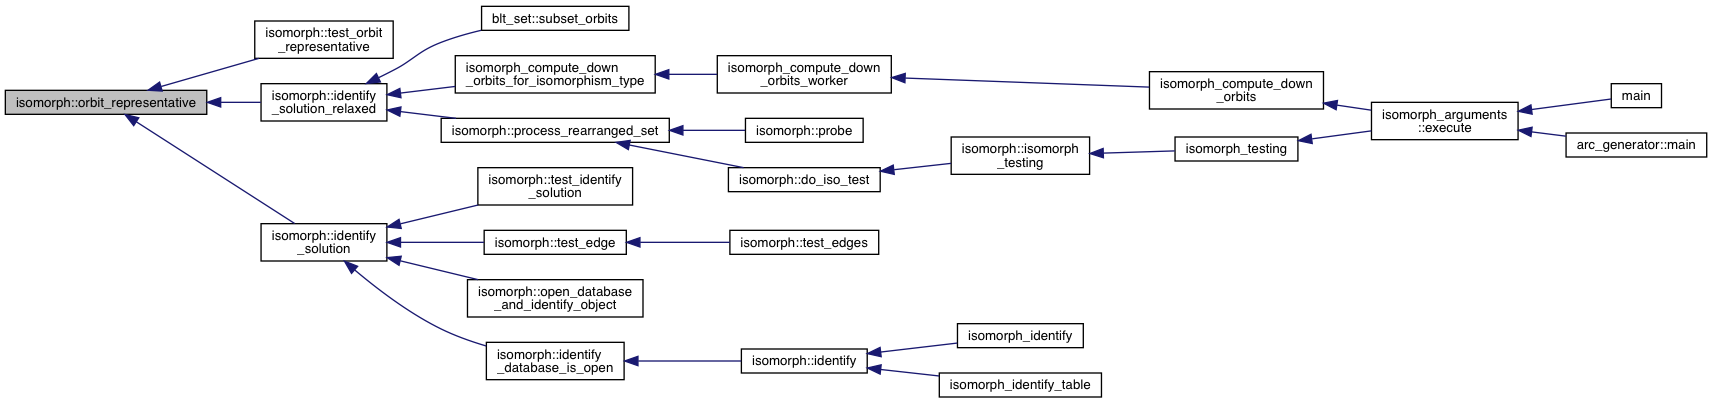 isomorph::orbit_representative
isomorph::test_orbit
_representative
isomorph::identify
_solution_relaxed
isomorph::identify
_solution
blt_set::subset_orbits
isomorph_compute_down
_orbits_for_isomorphism_type
isomorph::process_rearranged_set
isomorph::test_identify
_solution
isomorph::test_edge
isomorph::open_database
_and_identify_object
isomorph::identify
_database_is_open
isomorph_compute_down
_orbits_worker
isomorph::probe
isomorph::do_iso_test
isomorph::test_edges
isomorph::identify
isomorph::isomorph
_testing
isomorph_identify
isomorph_identify_table
isomorph_compute_down
_orbits
isomorph_testing
isomorph_arguments
::execute
main
arc_generator::main